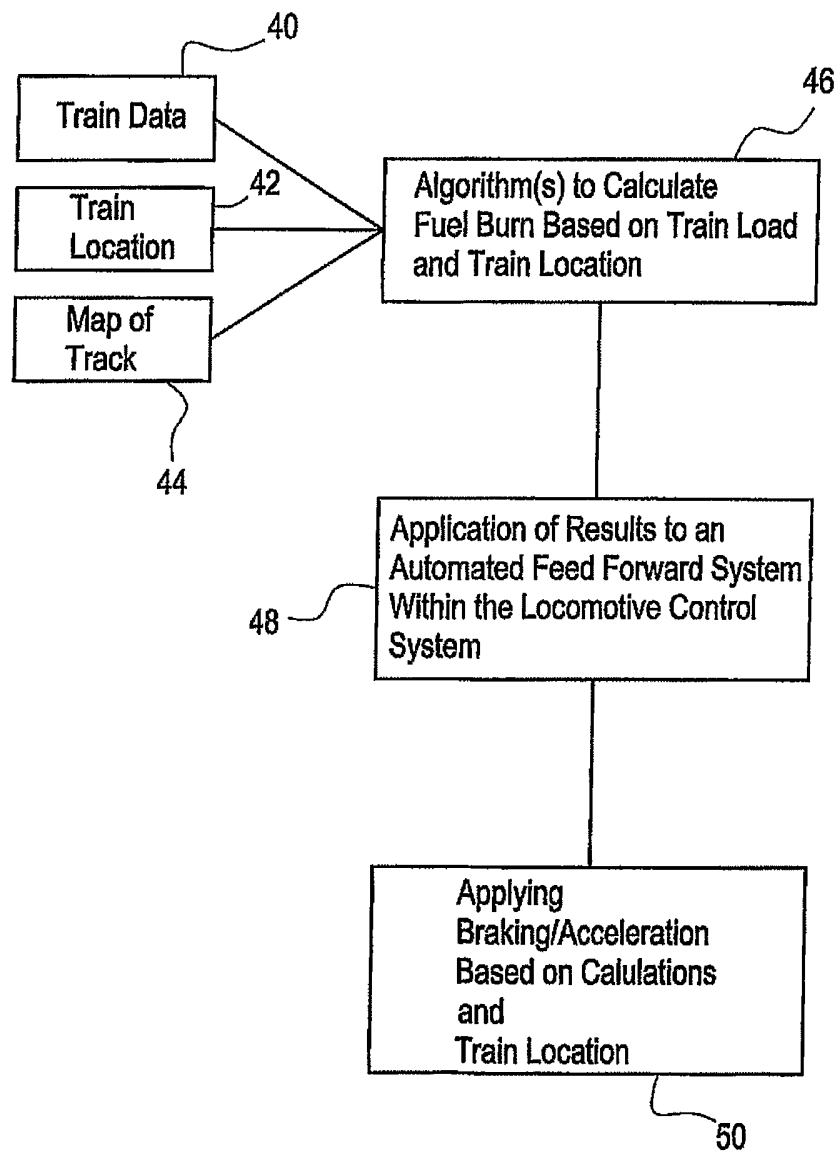 40
Train Data
46
42
Train
Location
Algorithm(s) to Calculate
Fuel Burn Based on Train Load
and Train Location
Map of
Track
44
Application of Results to an
Automated Feed Forward System
Within the Locomotive Control
System
48
Applying
Braking/Acceleration
Based on Calulations
and
Train Location
50